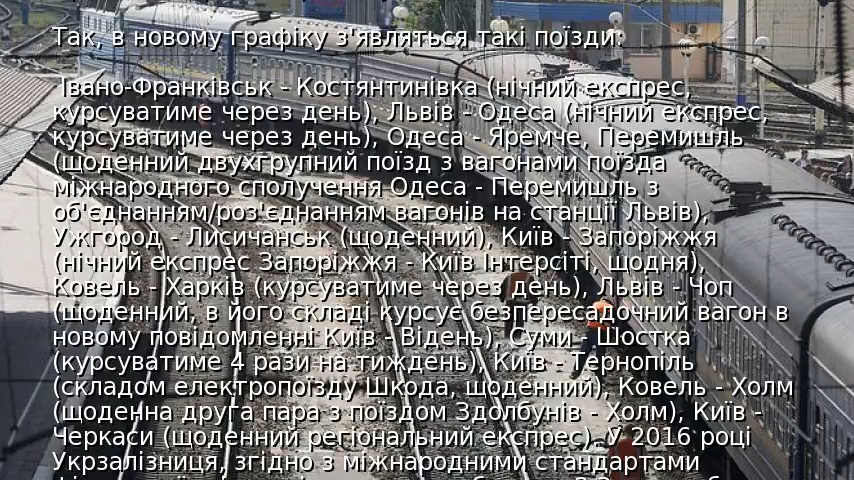 Так, в новому графіку з'являться такі поїзди:
Івано-Франківськ - Костянтинівка (нічний експрес,
курсуватиме через день), Львів - Одеса (нічний експрес,
курсуватиме через день), Одеса - Яремче, Перемишль
(щоденний двухгрупний поїзд з вагонами поїзда
міжнародного сполучення Одеса - Перемишль з
об'єднанням/роз'єднанням вагонів на станції Львів),
Ужгород - Лисичанськ (щоденний), Київ - Запоріжжя
(нічний експрес Запоріжжя - Київ Інтерсіті, щодня),
Ковель - Харків (курсуватиме через день), Львів - Чоп
(щоденний, в його складі курсує безпересадочний вагон в
новому повідомленні Київ - Відень), Суми - Шостка
(курсуватиме 4 рази на тиждень), Київ - Тернопіль
(складом електропоїзду Шкода, щоденний), Ковель - Холм
(щоденна друга пара з поїздом Здолбунів - Холм), Київ -
Черкаси (щоденний регіональний експрес). У 2016 році
Укрзалізниця, згідно з міжнародними стандартами